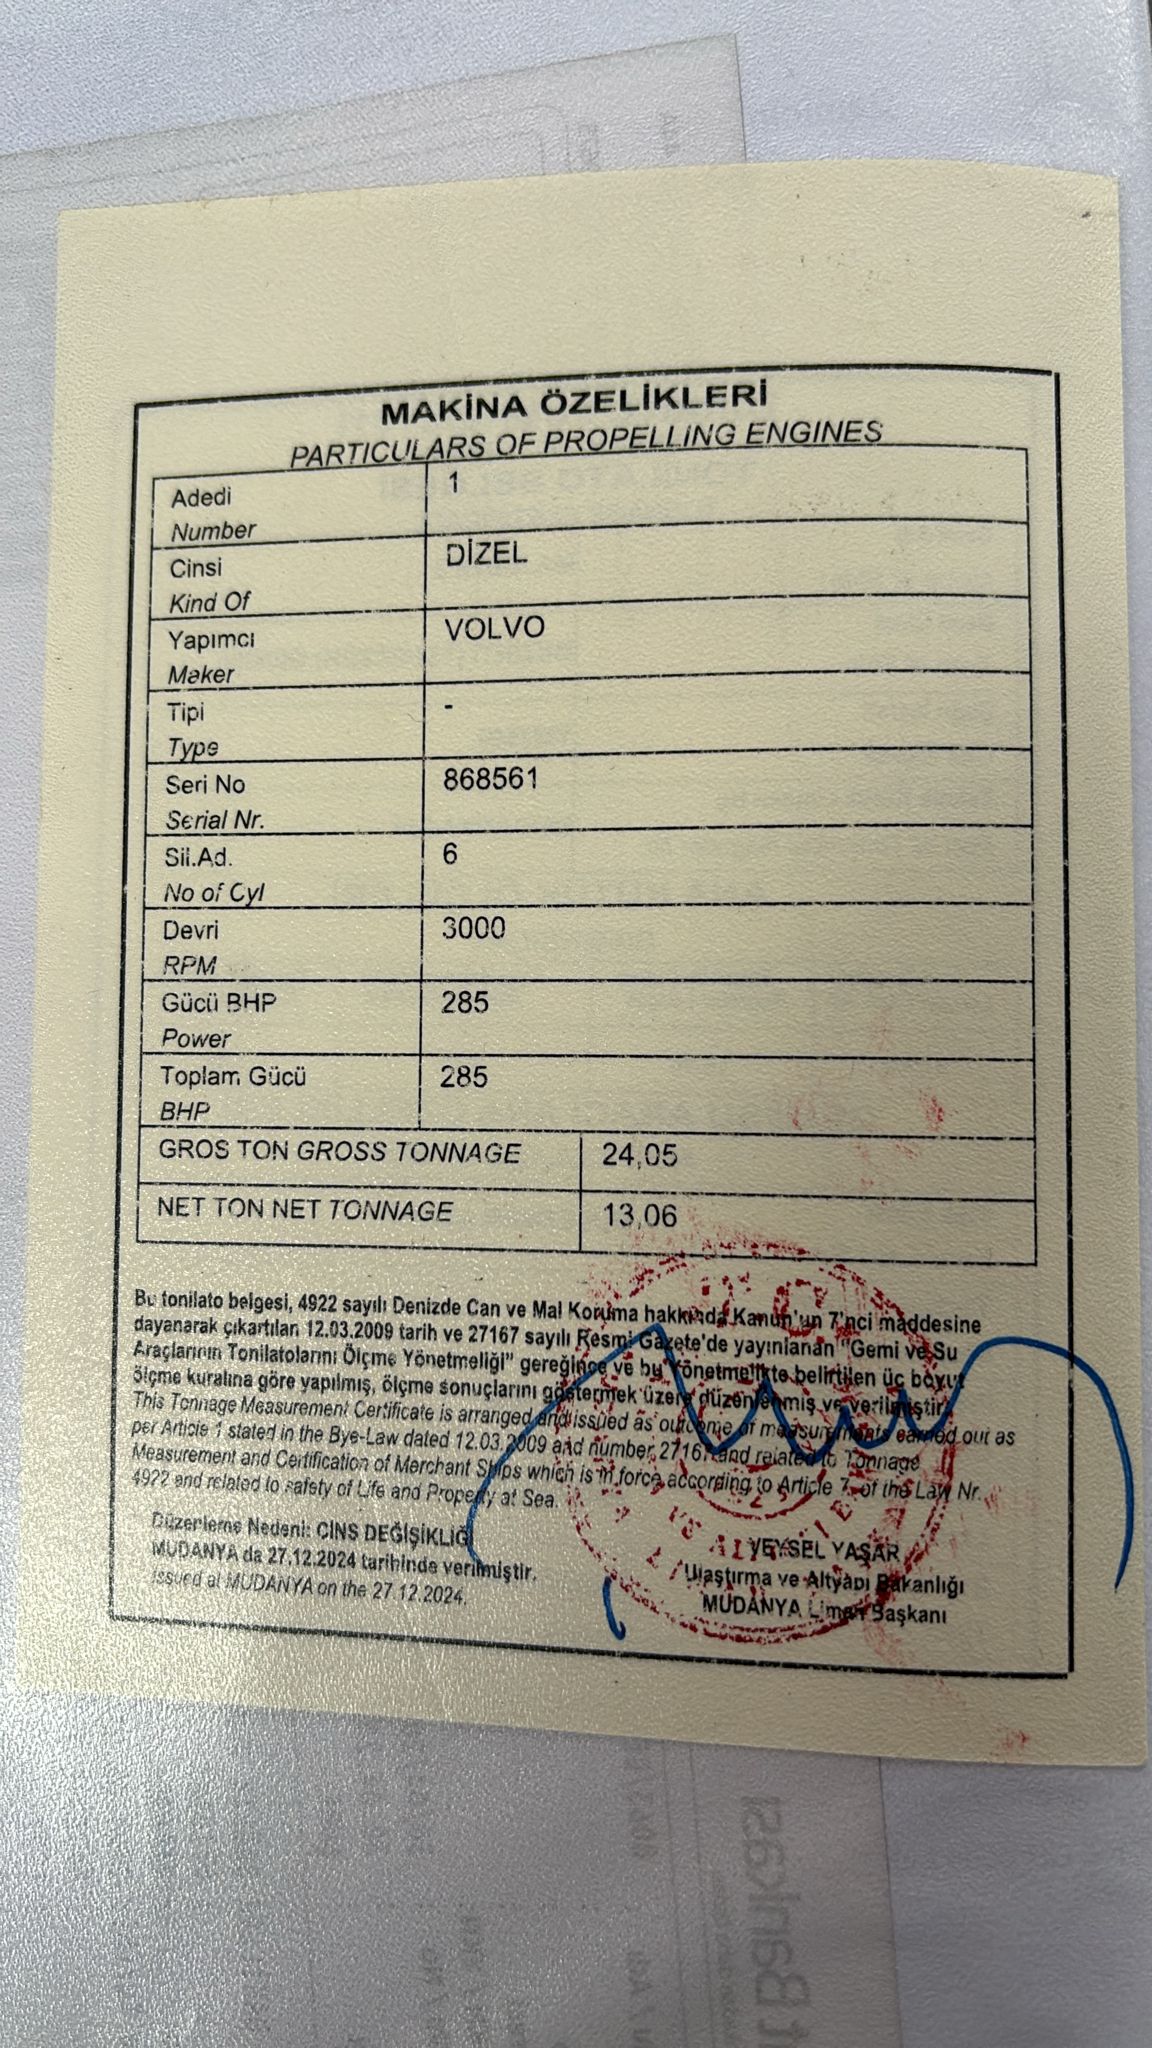 MAKİNA ÖZELİKLERİ
PARTICULARS OF PROPELLING ENGINES
Adedi 1
Number
Cinsi DİZEL
Kind Of
Yapımcı VOLVO
Maker
Tipi -
Type
Seri No 868561
Serial Nr.
Sil.Ad. 6
No of Cyl
Devri 3000
RPM
Gücü BHP 285
Power
Toplam Gücü 285
BHP
GROS TON GROSS TONNAGE 24,05
NET TON NET TONNAGE 13,06
Bu tonilato belgesi, 4922 sayılı Denizde Can ve Mal Koruma hakkında Kanun'un 7'nci maddesine
dayanarak çıkartılan 12.03.2009 tarih ve 27167 sayılı Resmi Gazete'de yayınlanan "Gemi ve Su
Araçlarının Tonilatolarını Ölçme Yönetmeliği" gereğince ve bu Yönetmelikte belirtilen üç boyut
ölçme kuralına göre yapılmış, ölçme sonuçlarını göstermek üzere düzenlenmiş ve verilmiştir.
This Tonnage Measurement Certificate is arranged and issued as outcome of measurements carried out as
per Article 1 stated in the Bye-Law dated 12.03.2009 and number 27167 and related to Tonnage
Measurement and Certification of Merchant Ships which is in force according to Article 7 of the Law Nr.
4922 and related to safety of Life and Property at Sea.
Düzenleme Nedeni: CİNS DEĞİŞİKLİĞİ
MUDANYA da 27.12.2024 tarihinde verilmiştir.
Issued at MUDANYA on the 27.12.2024.
VEYSEL YAŞAR
Ulaştırma ve Altyapı Bakanlığı
MUDANYA Liman Başkanı
T.C.